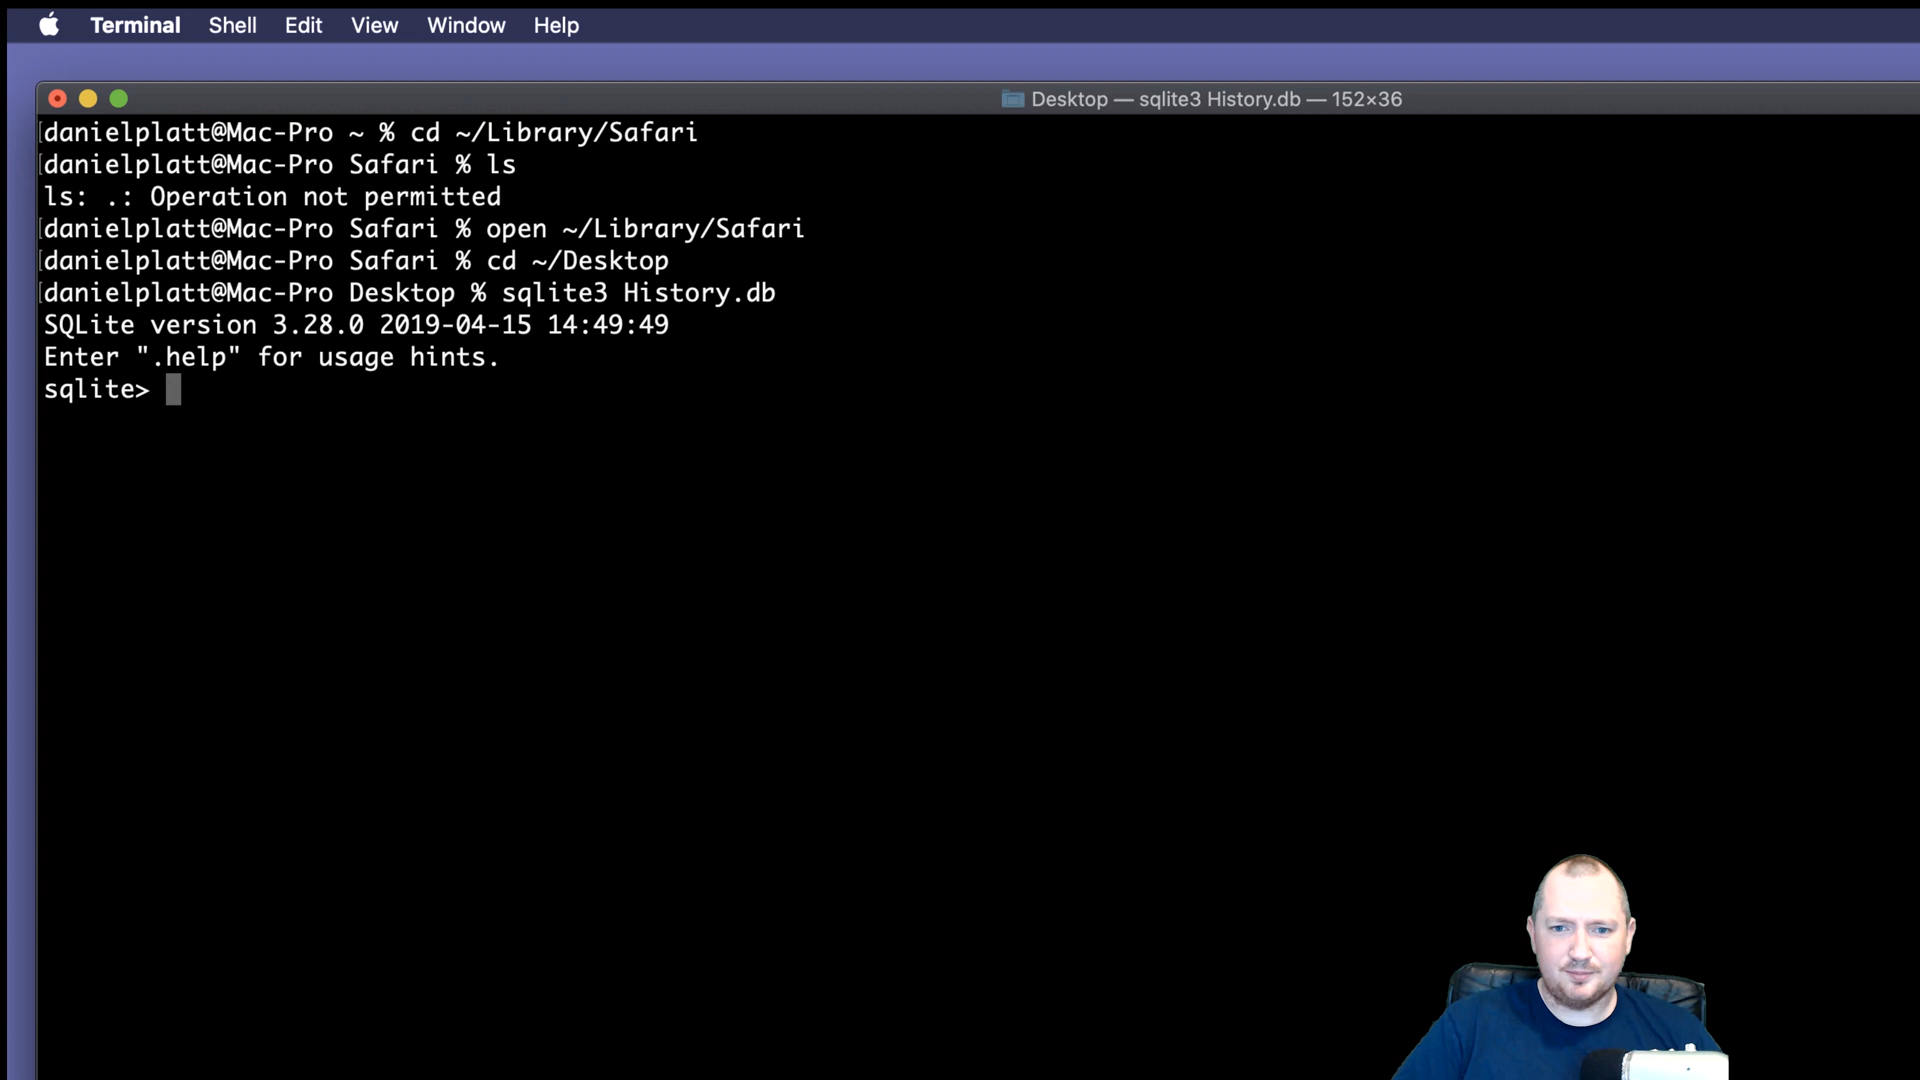 Terminal Shell Edit View Window Help
Desktop — sqlite3 History.db — 152×36
[danielplatt@Mac-Pro ~ % cd ~/Library/Safari
[danielplatt@Mac-Pro Safari % ls
ls: .: Operation not permitted
[danielplatt@Mac-Pro Safari % open ~/Library/Safari
[danielplatt@Mac-Pro Safari % cd ~/Desktop
[danielplatt@Mac-Pro Desktop % sqlite3 History.db
SQLite version 3.28.0 2019-04-15 14:49:49
Enter ".help" for usage hints.
sqlite>